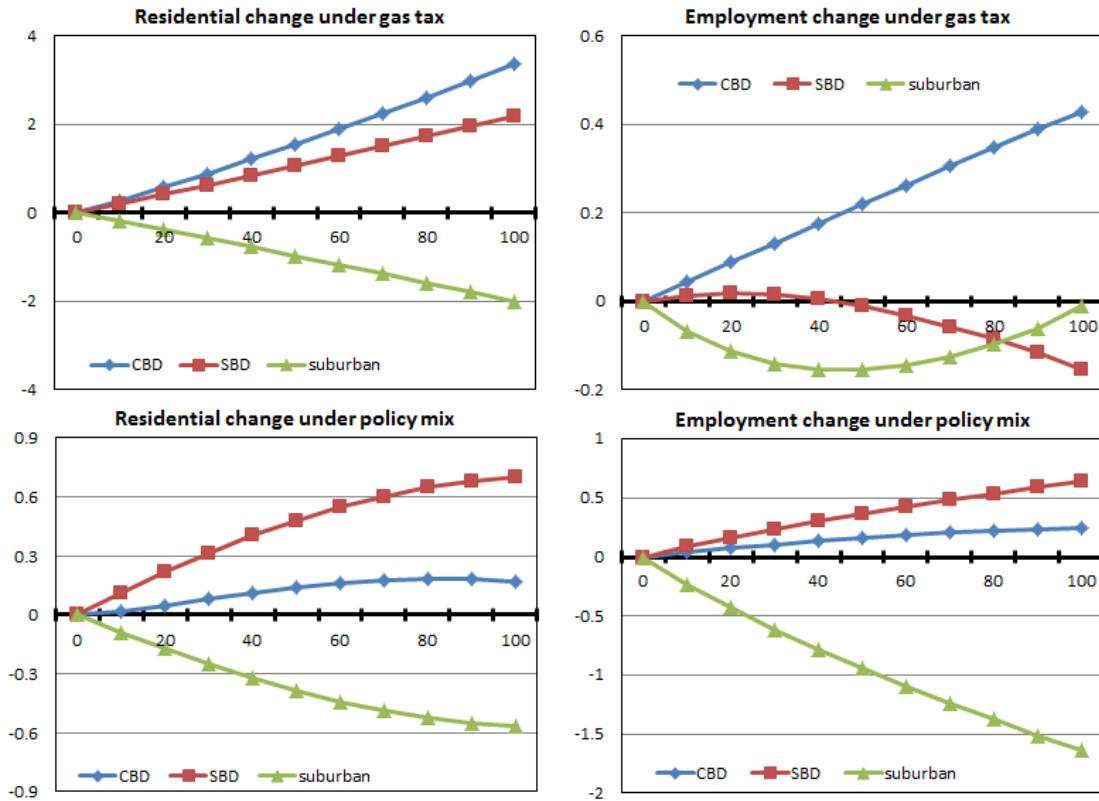 Residential change under gas tax
4
2
0
-2
-4
0 20 40 60 80 100
CBD SBD suburban
Employment change under gas tax
0.6
0.4
0.2
0
-0.2
0 20 40 60 80 100
CBD SBD suburban
Residential change under policy mix
0.9
0.6
0.3
0
-0.3
-0.6
-0.9
0 20 40 60 80 100
CBD SBD suburban
Employment change under policy mix
1
0.5
0
-0.5
-1
-1.5
-2
0 20 40 60 80 100
CBD SBD suburban